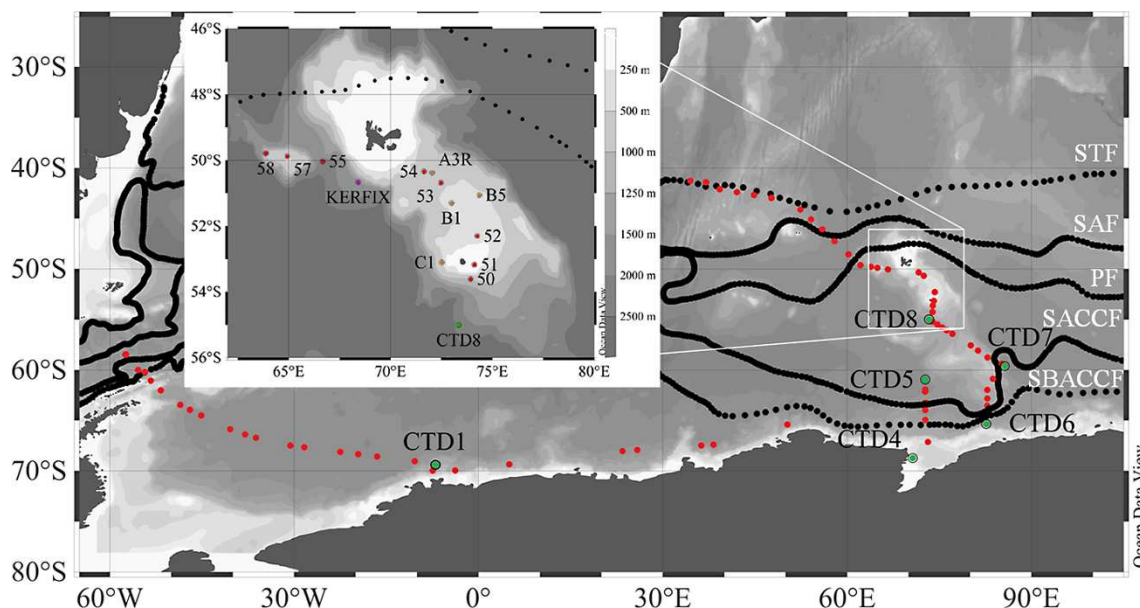 46°S
48°S
50°S
52°S
54°S
56°S
65°E
70°E
75°E
80°E
58
57
55
KERFIX
54
A3R
53
B5
B1
52
C1
51
50
CTD8
250 m
500 m
1000 m
1250 m
1500 m
2000 m
2500 m
Ocean Data View
30°S
40°S
50°S
60°S
70°S
80°S
STF
SAF
PF
SACCF
SBACCF
CTD8
CTD7
CTD5
CTD4
CTD6
CTD1
60°W
30°W
0°
30°E
60°E
90°E
Ocean Data View